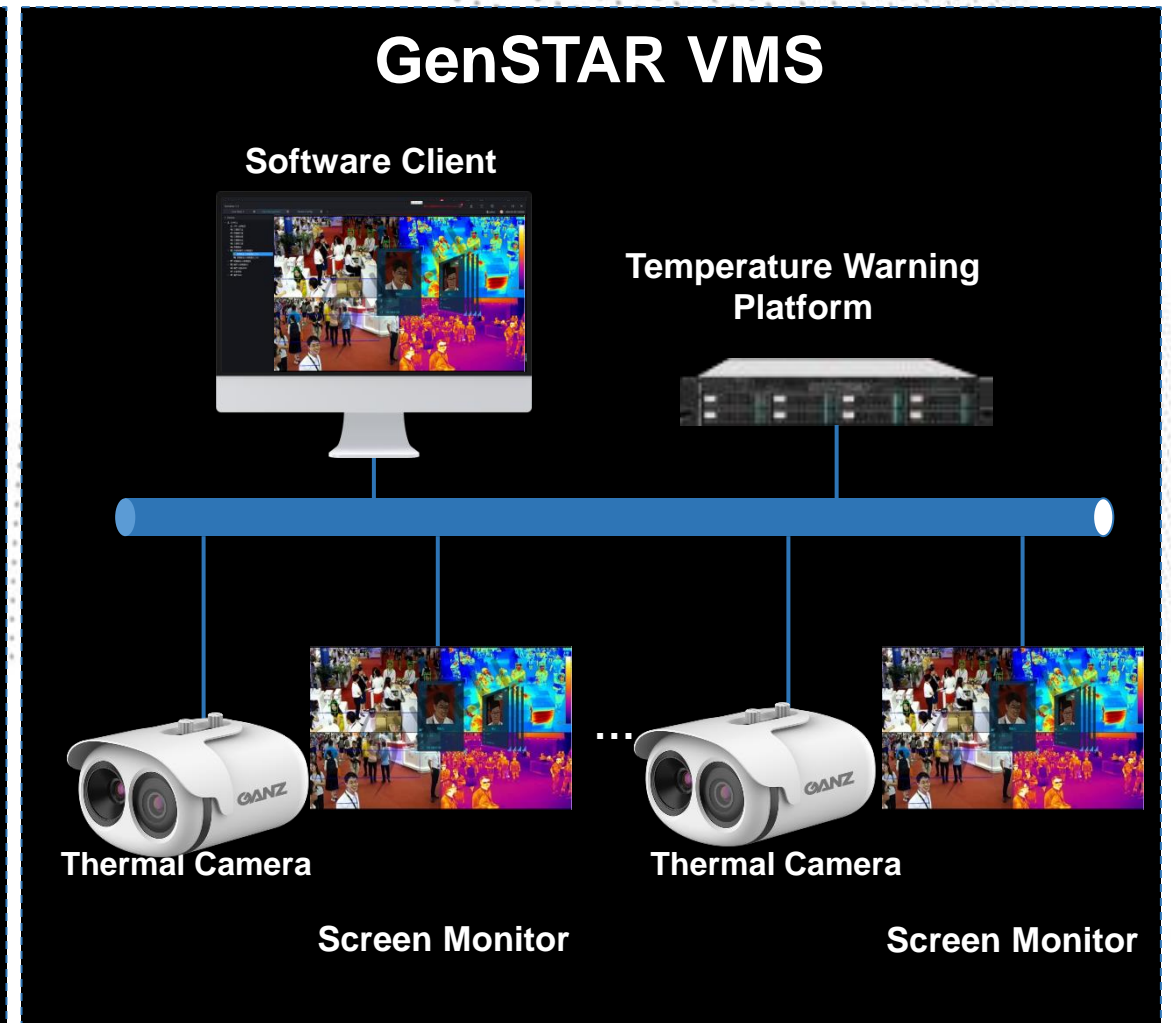 GenSTAR VMS
Software Client
Temperature Warning
Platform
...
GANZ
GANZ
Thermal Camera
Thermal Camera
Screen Monitor
Screen Monitor